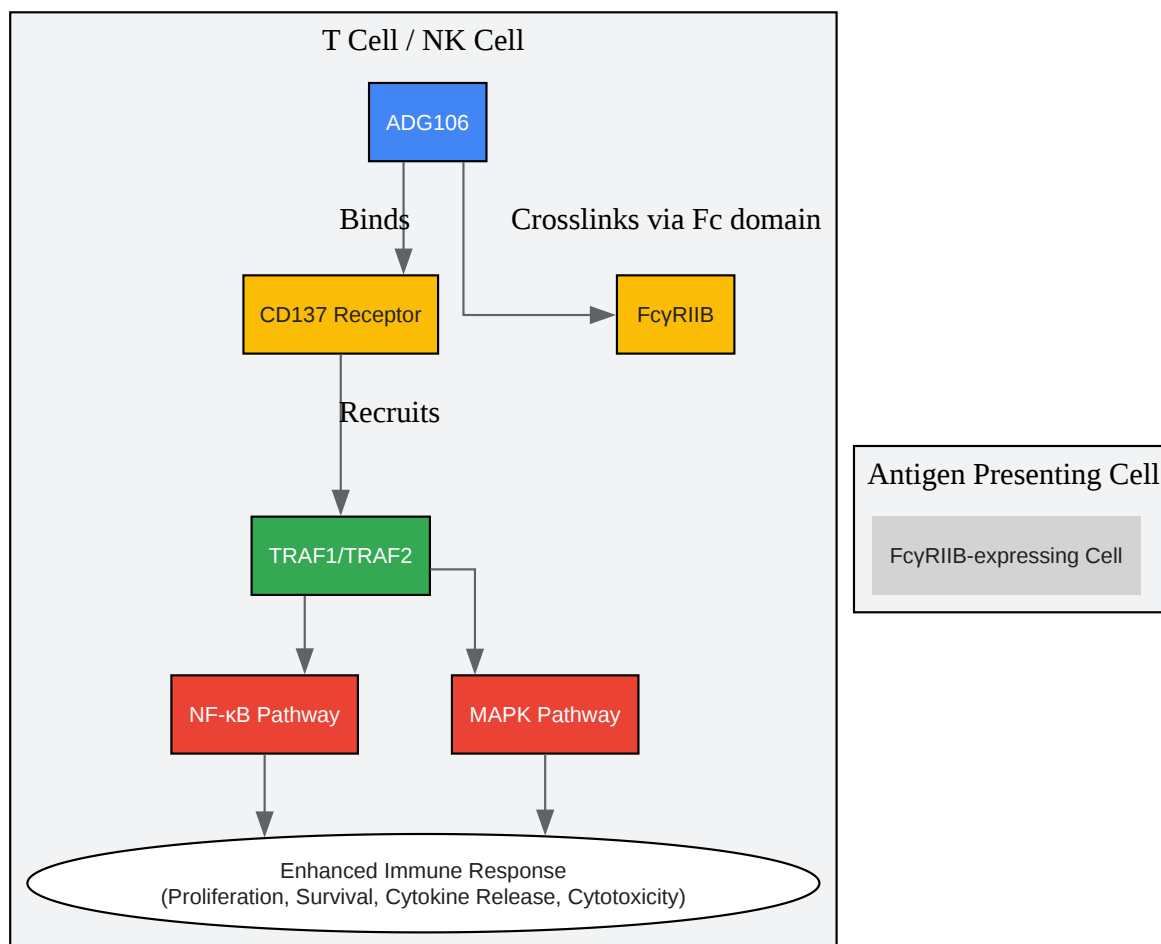 T Cell / NK Cell
ADG106
Binds
Crosslinks via Fc domain
CD137 Receptor
FcγRIIB
Recruits
Antigen Presenting Cell
FcγRIIB-expressing Cell
TRAF1/TRAF2
NF-κB Pathway
MAPK Pathway
Enhanced Immune Response
(Proliferation, Survival, Cytokine Release, Cytotoxicity)